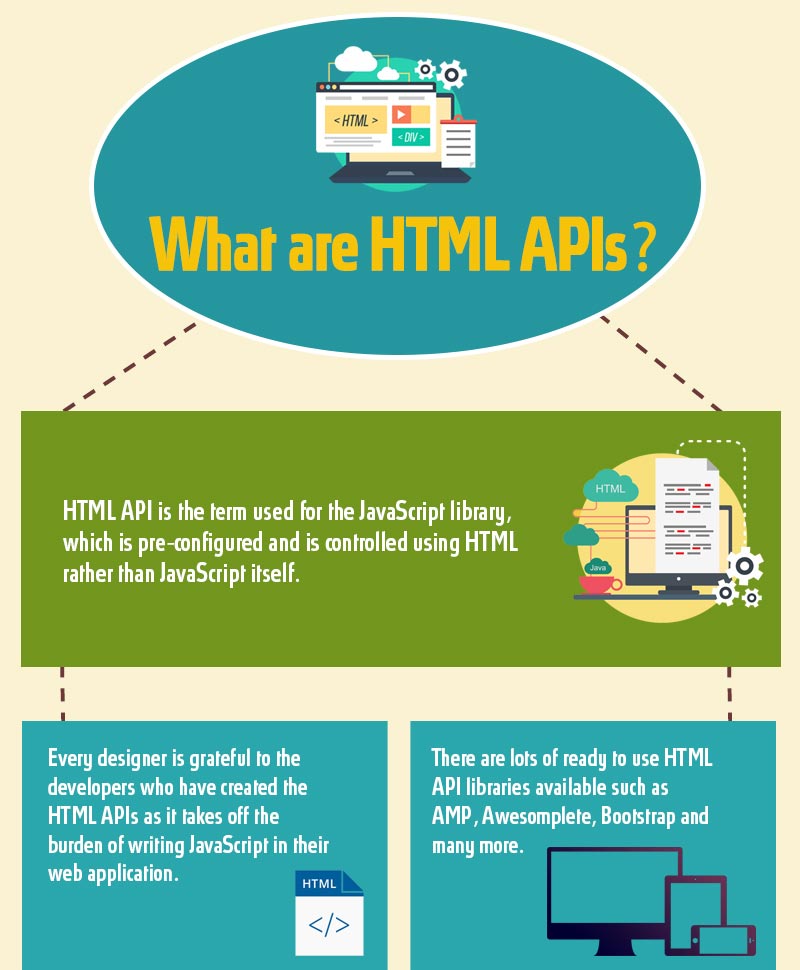 < HTML >
< DIV >
What are HTML APIs?
HTML API is the term used for the JavaScript library,
which is pre-configured and is controlled using HTML
rather than JavaScript itself.
HTML
Java
Every designer is grateful to the
developers who have created the
HTML APIs as it takes off the
burden of writing JavaScript in their
web application.
HTML
</>
There are lots of ready to use HTML
API libraries available such as
AMP, Awesomplete, Bootstrap and
many more.